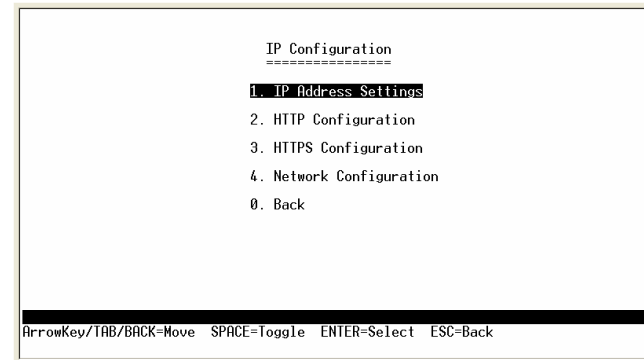 IP Configuration
================
1. IP Address Settings
2. HTTP Configuration
3. HTTPS Configuration
4. Network Configuration
0. Back
ArrowKey/TAB/BACK=Move  SPACE=Toggle  ENTER=Select  ESC=Back